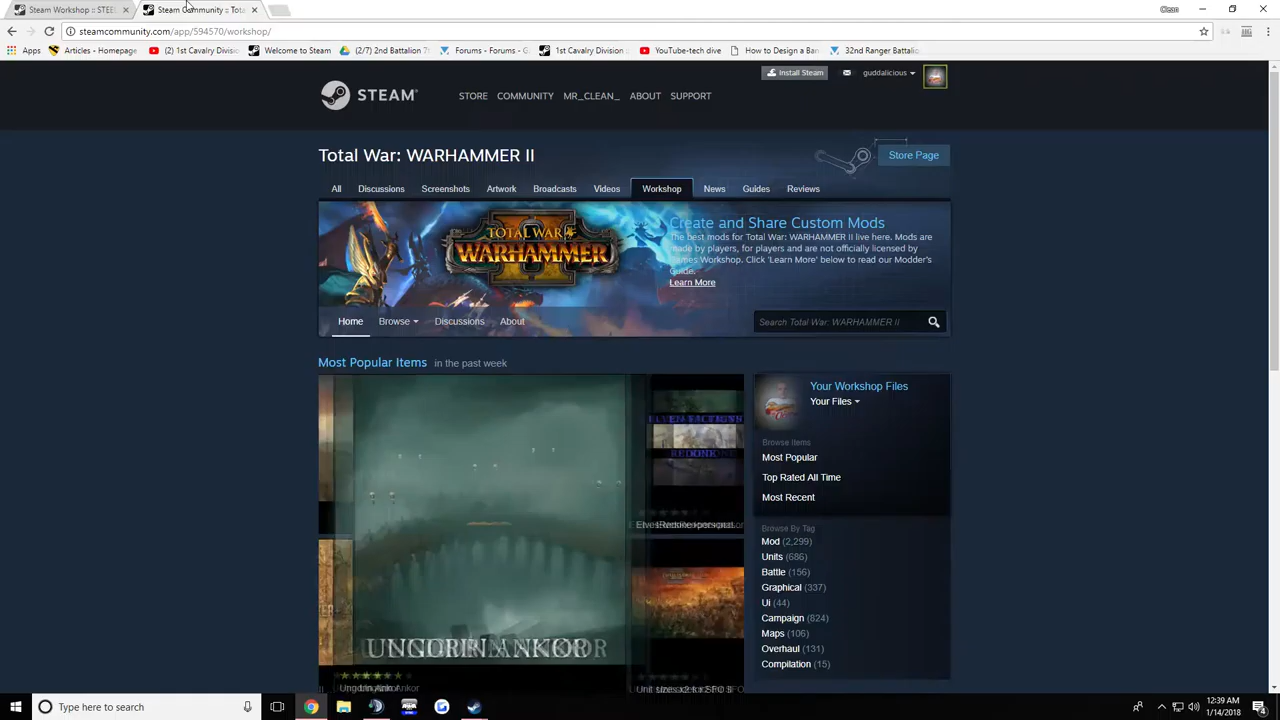 Steam Workshop :: STEEL
Steam Community :: Tota
Clean
steamcommunity.com/app/594570/workshop/
Apps
Articles - Homepage
(2) 1st Cavalry Division
Welcome to Steam
(2/7) 2nd Battalion 7
Forums - Forums - G
1st Cavalry Division
YouTube-tech dive
How to Design a Ban
32nd Ranger Battalio
Install Steam
guddalicious
STEAM
STORE COMMUNITY MR_CLEAN_ ABOUT SUPPORT
Total War: WARHAMMER II
Store Page
All Discussions Screenshots Artwork Broadcasts Videos Workshop News Guides Reviews
TOTAL WAR
WARHAMMER
Create and Share Custom Mods
The best mods for Total War: WARHAMMER II live here. Mods are
made by players, for players and are not officially licensed by
Games Workshop. Click 'Learn More' below to read our Modder's
Guide.
Learn More
Home Browse Discussions About
Search Total War: WARHAMMER II
Most Popular Items in the past week
UNGORIN ANKOR
Your Workshop Files
Your Files
Browse Items
Most Popular
Top Rated All Time
Most Recent
Browse By Tag
Mod (2,299)
Units (686)
Battle (156)
Graphical (337)
Ui (44)
Campaign (824)
Maps (106)
Overhaul (131)
Compilation (15)
Type here to search
12:39 AM
1/14/2018
4